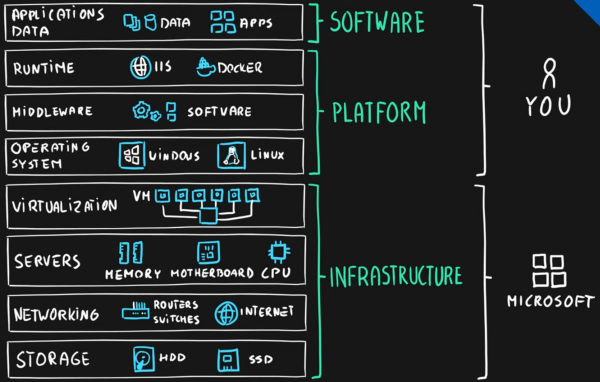 APPLICATIONS
DATA
DATA
APPS
SOFTWARE
RUNTIME
IIS
DOCKER
MIDDLEWARE
SOFTWARE
PLATFORM
YOU
OPERATING
SYSTEM
WINDOWS
LINUX
VIRTUALIZATION
VM
SERVERS
MEMORY
MOTHERBOARD
CPU
INFRASTRUCTURE
MICROSOFT
NETWORKING
ROUTERS
SWITCHES
INTERNET
STORAGE
HDD
SSD